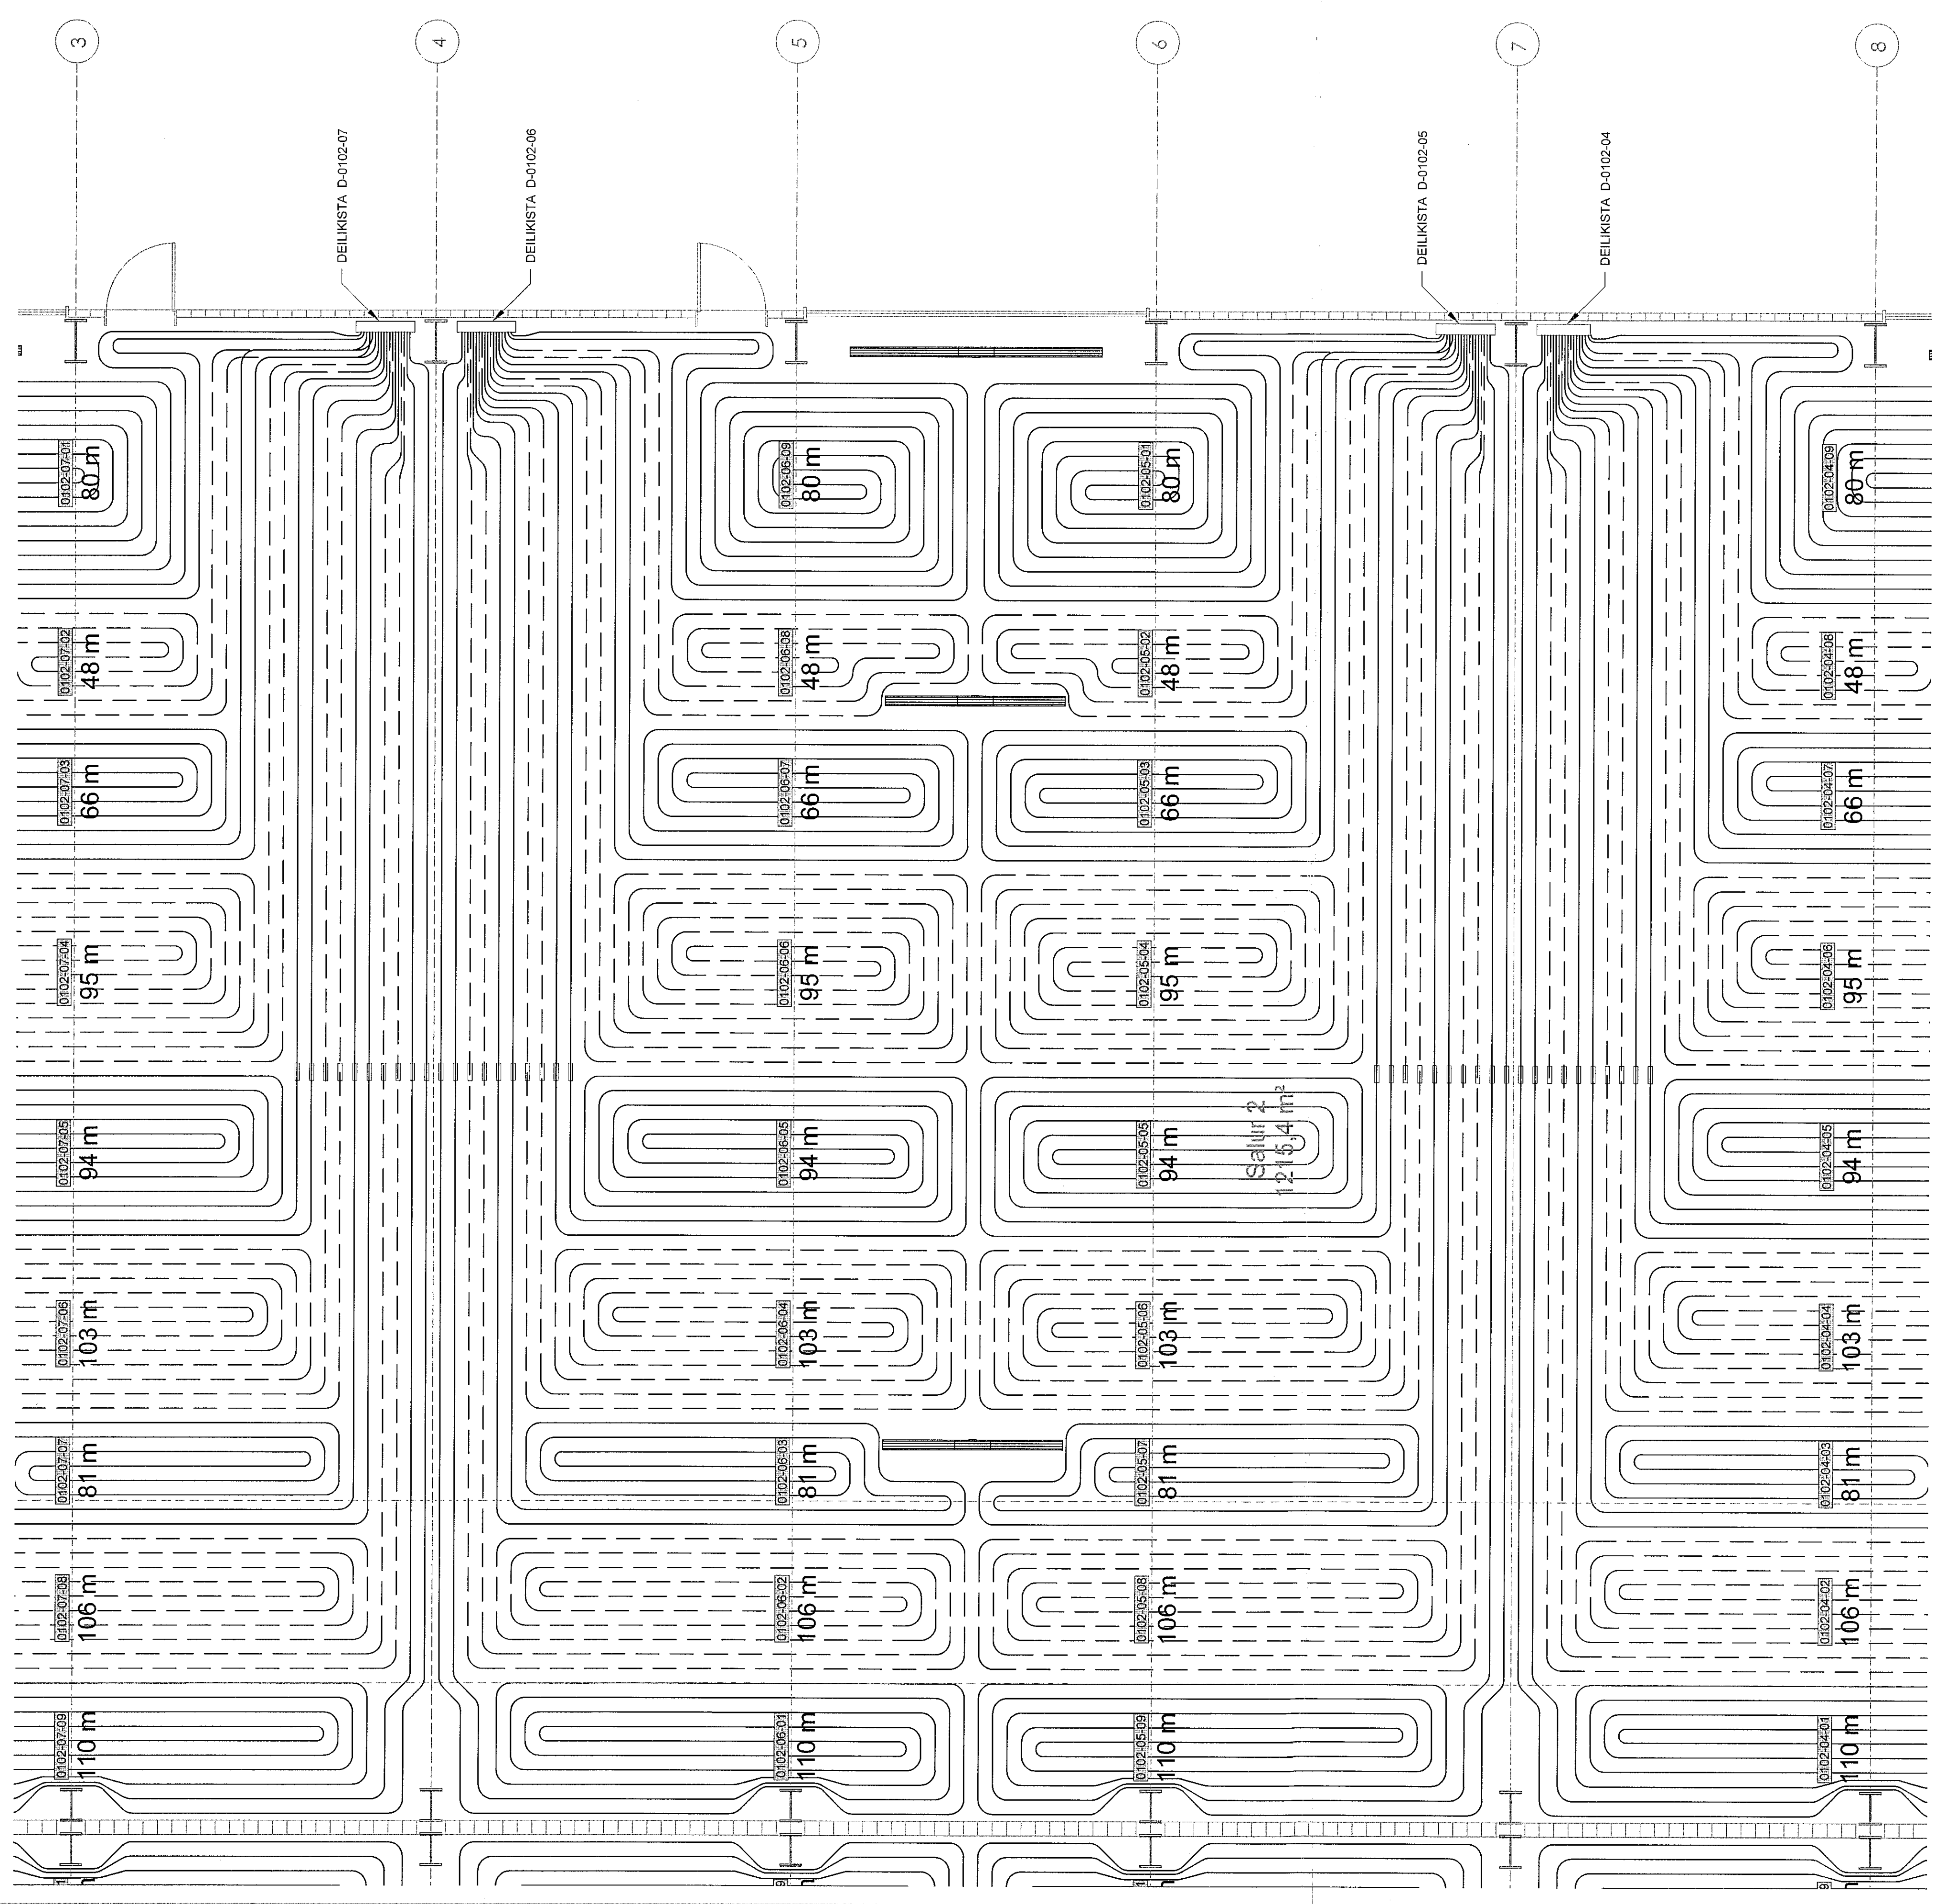 3
4
5
6
7
8
DEILIKISTA D-0102-07
DEILIKISTA D-0102-06
DEILIKISTA D-0102-05
DEILIKISTA D-0102-04
0102-07-01
80 m
0102-06-09
80 m
0102-05-01
80 m
0102-04-09
80 m
0102-07-02
48 m
0102-06-08
48 m
0102-05-02
48 m
0102-04-08
48 m
0102-07-03
66 m
0102-06-07
66 m
0102-05-03
66 m
0102-04-07
66 m
0102-07-04
95 m
0102-06-06
95 m
0102-05-04
95 m
0102-04-06
95 m
0102-07-05
94 m
0102-06-05
94 m
0102-05-05
94 m
Salur 2
1215,4 m²
0102-04-05
94 m
0102-07-06
103 m
0102-06-04
103 m
0102-05-06
103 m
0102-04-04
103 m
0102-07-07
81 m
0102-06-03
81 m
0102-05-07
81 m
0102-04-03
81 m
0102-07-08
106 m
0102-06-02
106 m
0102-05-08
106 m
0102-04-02
106 m
0102-07-09
110 m
0102-06-01
110 m
0102-05-09
110 m
0102-04-01
110 m